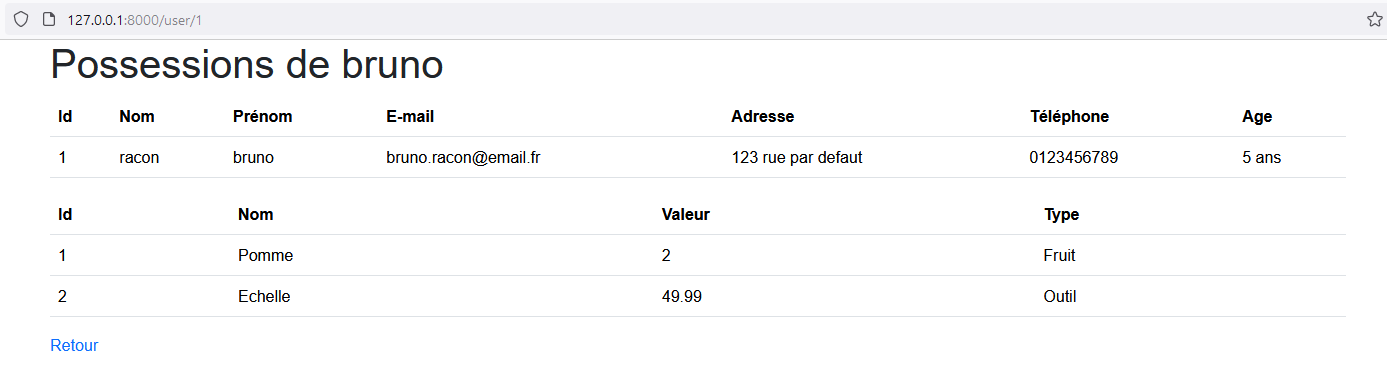 127.0.0.1:8000/user/1
Possessions de bruno
Id Nom Prénom E-mail Adresse Téléphone Age
1 racon bruno bruno.racon@email.fr 123 rue par defaut 0123456789 5 ans
Id Nom Valeur Type
1 Pomme 2 Fruit
2 Echelle 49.99 Outil
Retour